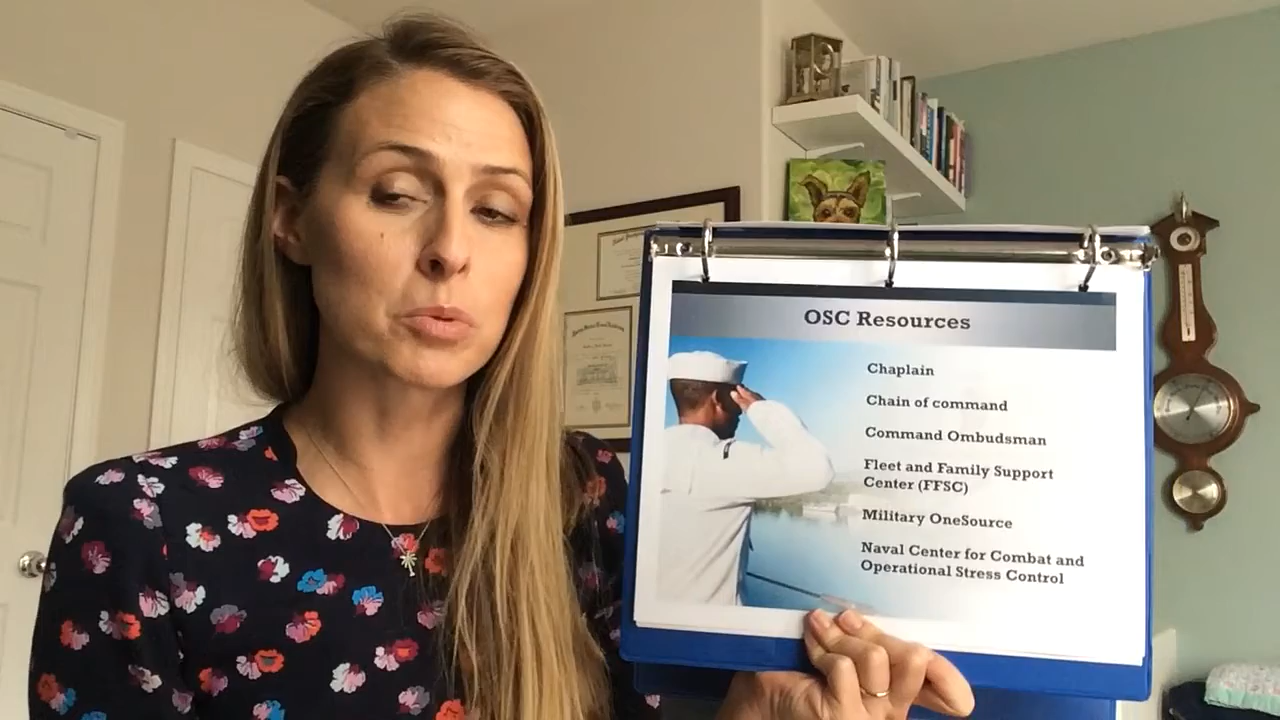 OSC Resources
Chaplain
Chain of command
Command Ombudsman
Fleet and Family Support
Center (FFSC)
Military OneSource
Naval Center for Combat and
Operational Stress Control